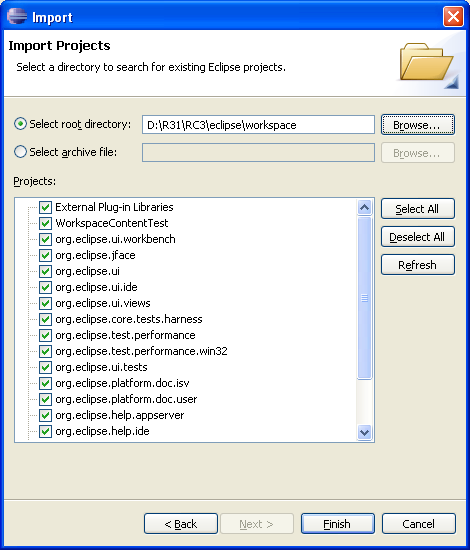 Import
Import Projects
Select a directory to search for existing Eclipse projects.
Select root directory: D:\R31\RC3\eclipse\workspace Browse...
Select archive file: Browse...
Projects:
External Plug-in Libraries
WorkspaceContentTest
org.eclipse.ui.workbench
org.eclipse.jface
org.eclipse.ui
org.eclipse.ui.ide
org.eclipse.ui.views
org.eclipse.core.tests.harness
org.eclipse.test.performance
org.eclipse.test.performance.win32
org.eclipse.ui.tests
org.eclipse.platform.doc.isv
org.eclipse.platform.doc.user
org.eclipse.help.appserver
org.eclipse.help.ide
Select All
Deselect All
Refresh
< Back Next > Finish Cancel